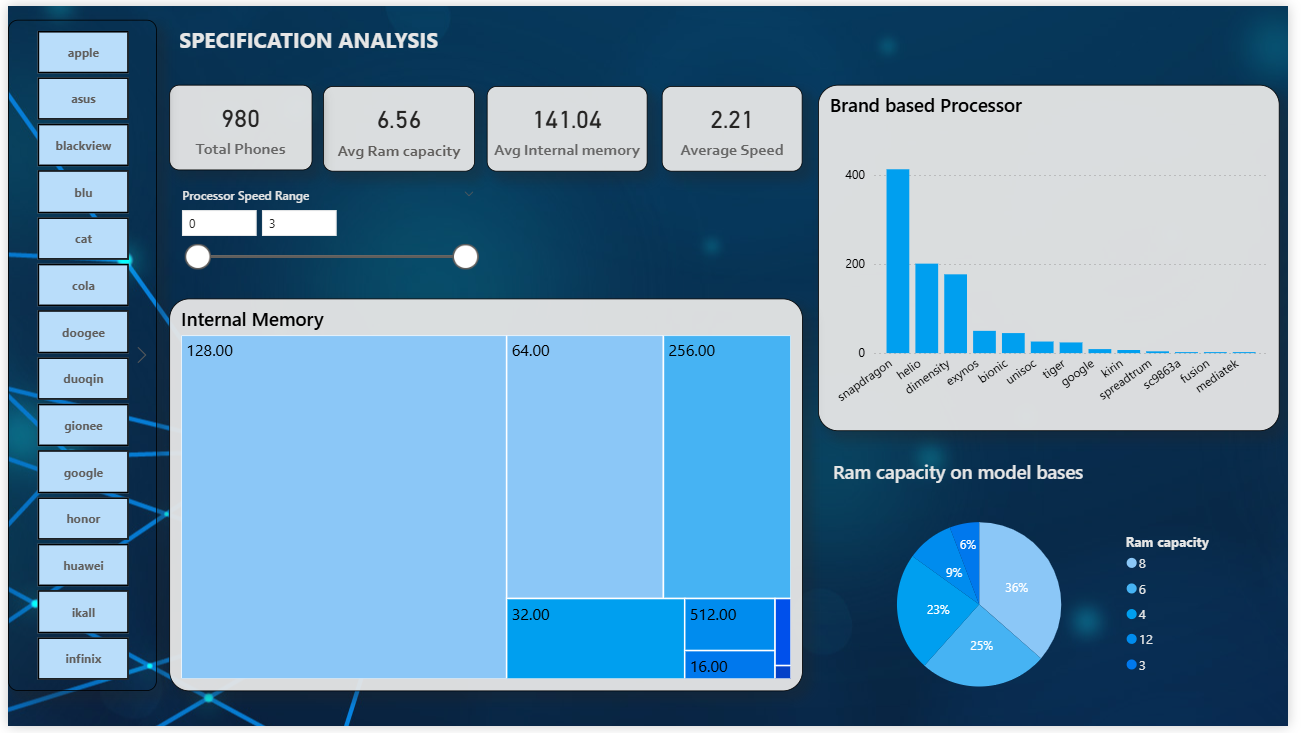 SPECIFICATION ANALYSIS
apple
asus
blackview
blu
cat
cola
doogee
duoqin
gionee
google
honor
huawei
ikall
infinix
980
Total Phones
6.56
Avg Ram capacity
141.04
Avg Internal memory
2.21
Average Speed
Processor Speed Range
0
3
Internal Memory
128.00
64.00
256.00
32.00
512.00
16.00
Brand based Processor
400
200
0
snapdragon
helio
dimensity
exynos
bionic
unisoc
tiger
google
kirin
spreadtrum
sc9863a
fusion
mediatek
Ram capacity on model bases
36%
25%
23%
9%
6%
Ram capacity
8
6
4
12
3